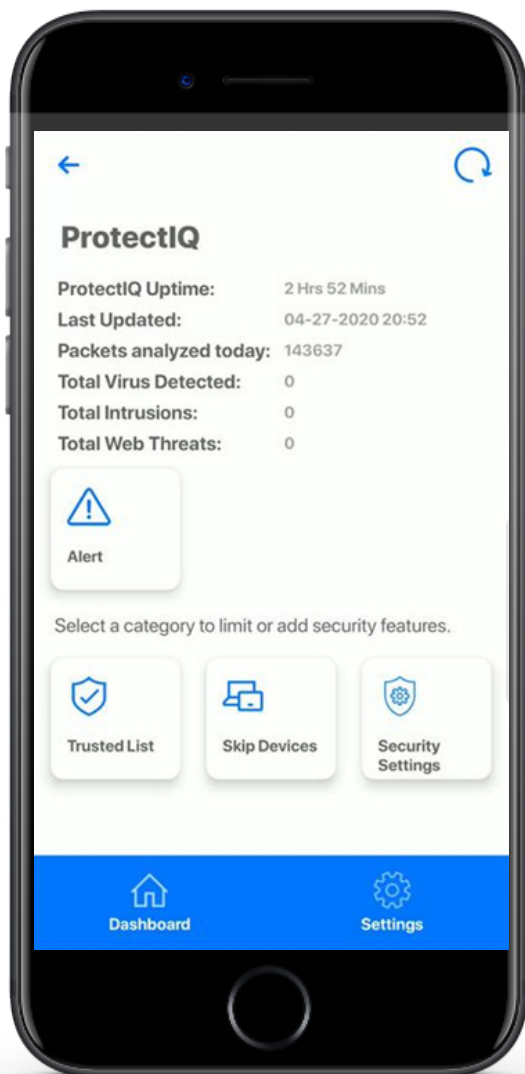 ProtectIQ
ProtectIQ Uptime: 2 Hrs 52 Mins
Last Updated: 04-27-2020 20:52
Packets analyzed today: 143637
Total Virus Detected: 0
Total Intrusions: 0
Total Web Threats: 0
Alert
Select a category to limit or add security features.
Trusted List Skip Devices Security
Settings
Dashboard Settings